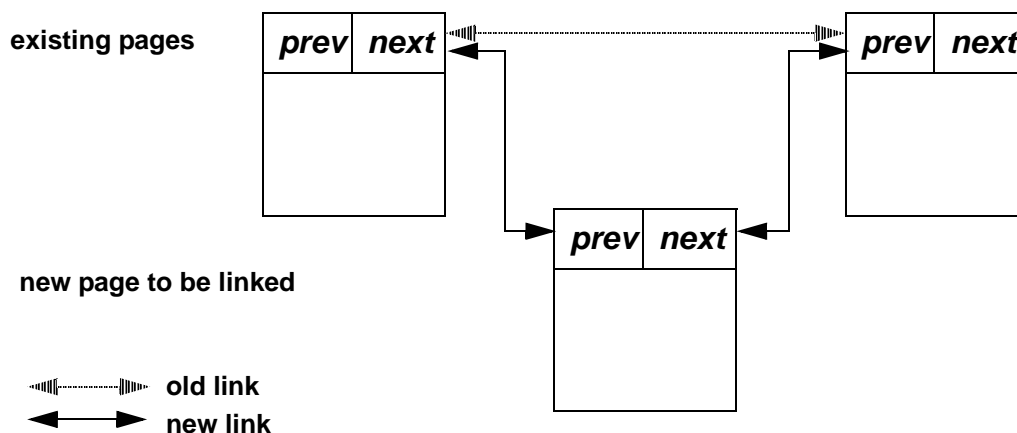 existing pages
prev next
prev next
prev next
new page to be linked
old link
new link